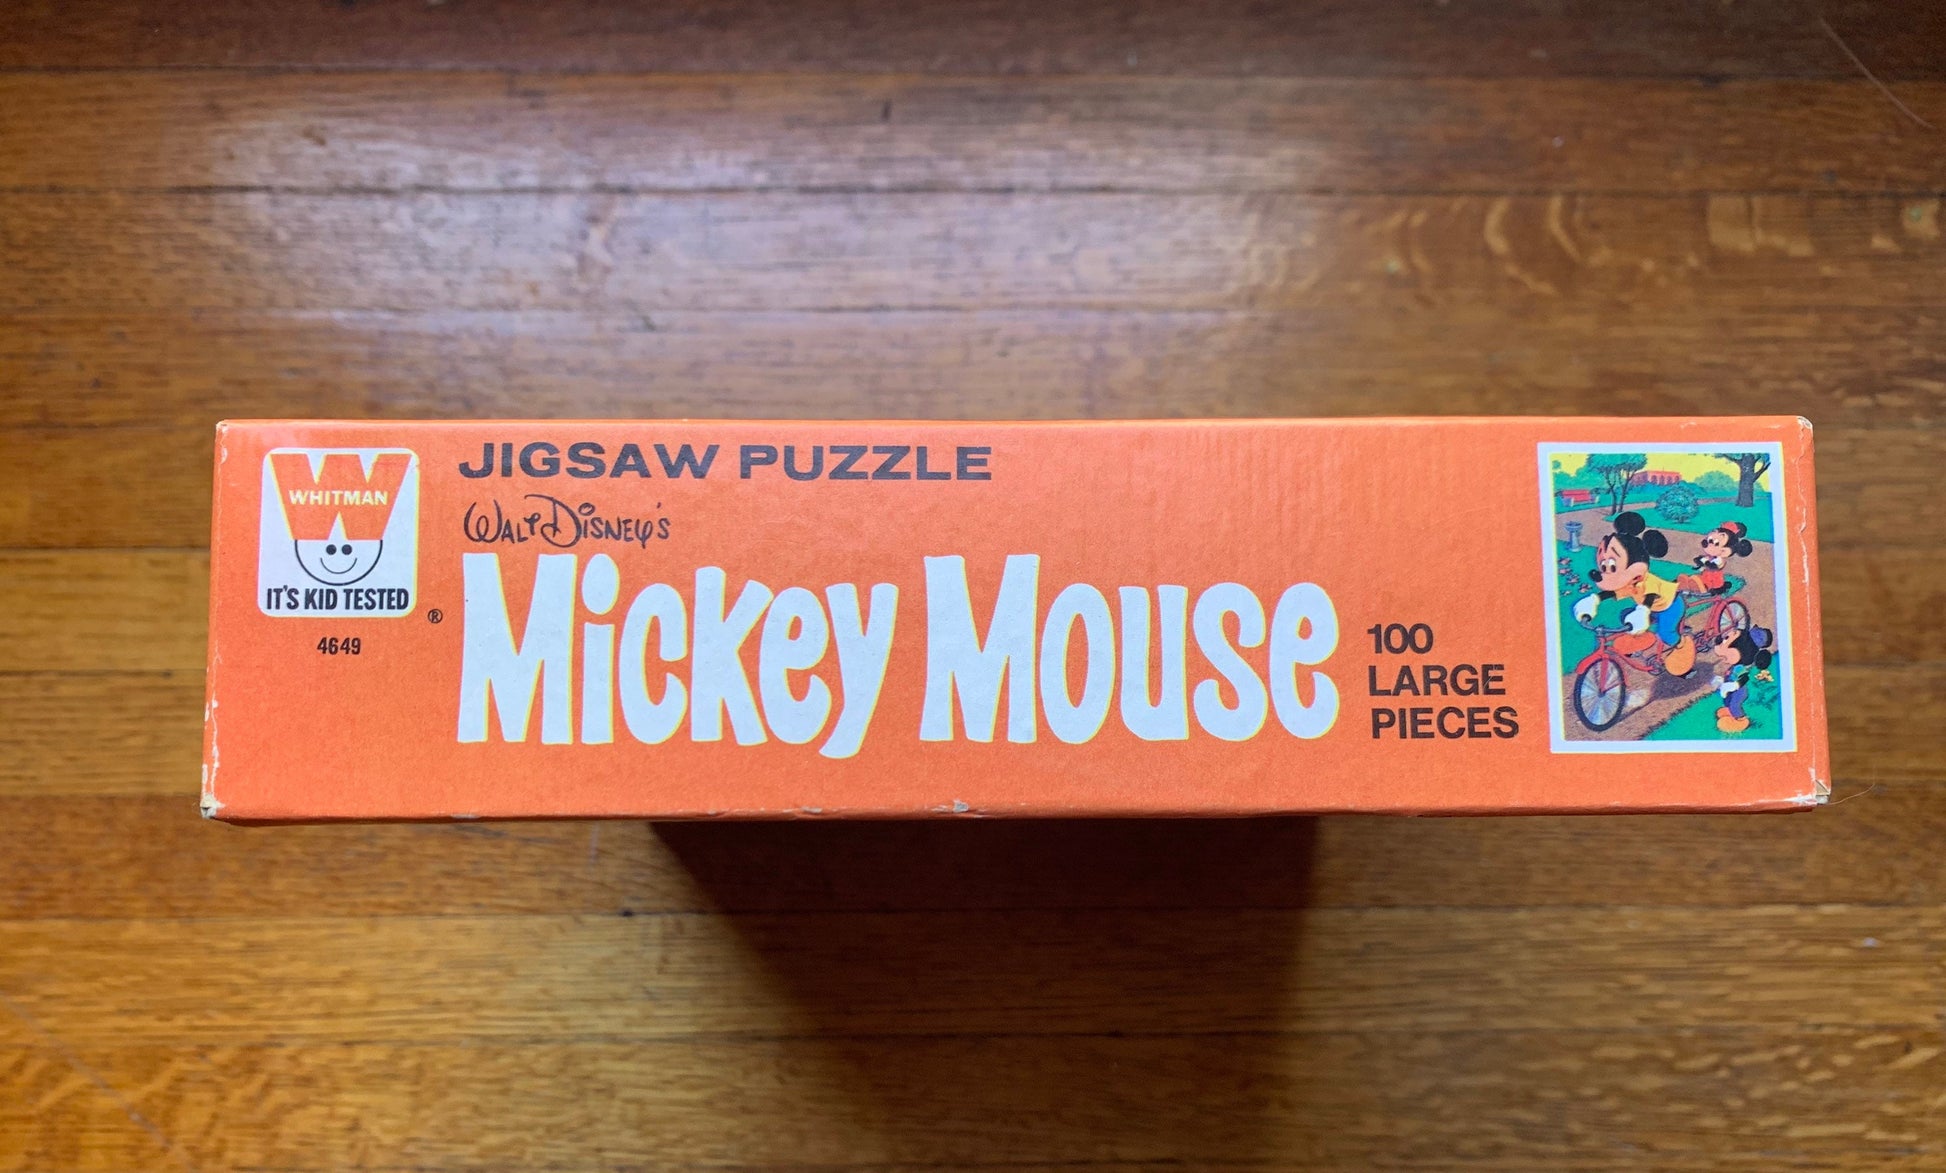 WHITMAN
IT'S KID TESTED
®
4649
JIGSAW PUZZLE
WALT DISNEY'S
Mickey Mouse
100
LARGE
PIECES